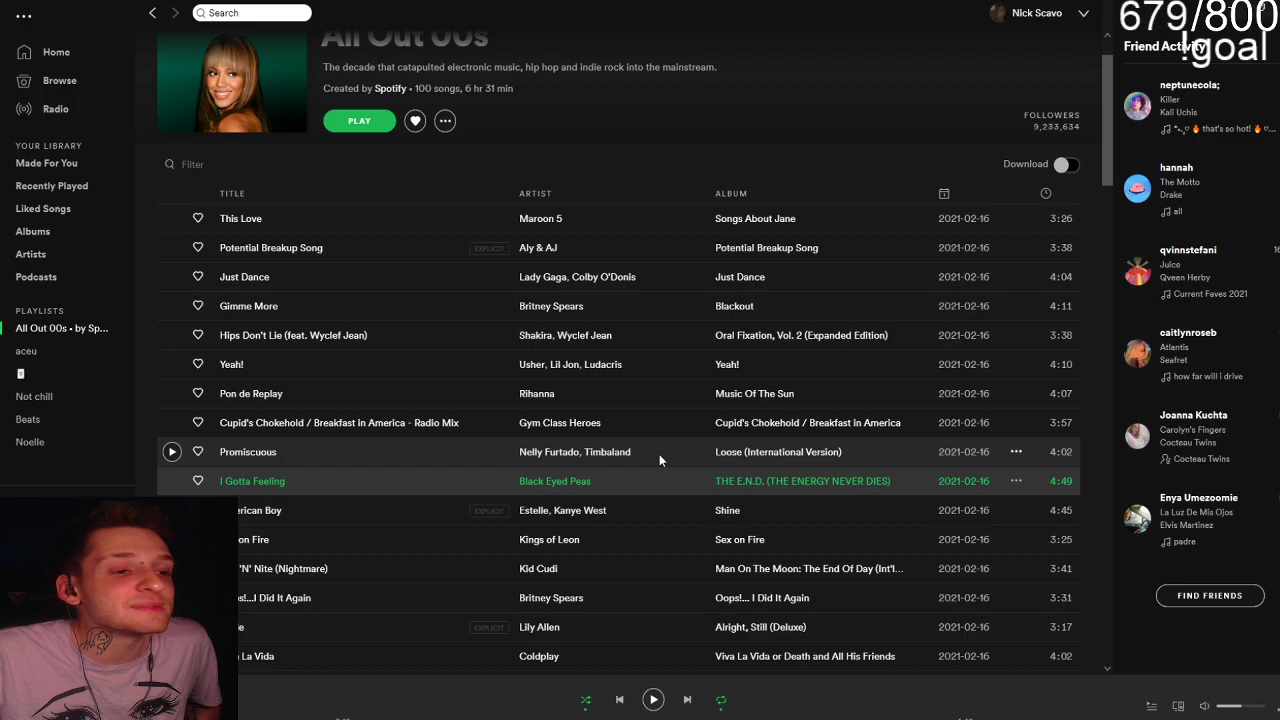 Search
Nick Scavo
679/800
!goal
Home
Browse
Radio
YOUR LIBRARY
Made For You
Recently Played
Liked Songs
Albums
Artists
Podcasts
PLAYLISTS
All Out 00s • by Sp...
aceu
Not chill
Beats
Noelle
All Out 00s
The decade that catapulted electronic music, hip hop and indie rock into the mainstream.
Created by Spotify • 100 songs, 6 hr 31 min
PLAY
FOLLOWERS
9,233,634
Filter
Download
TITLE ARTIST ALBUM
This Love Maroon 5 Songs About Jane 2021-02-16 3:26
Potential Breakup Song EXPLICIT Aly & AJ Potential Breakup Song 2021-02-16 3:38
Just Dance Lady Gaga, Colby O'Donis Just Dance 2021-02-16 4:04
Gimme More Britney Spears Blackout 2021-02-16 4:11
Hips Don't Lie (feat. Wyclef Jean) Shakira, Wyclef Jean Oral Fixation, Vol. 2 (Expanded Edition) 2021-02-16 3:38
Yeah! Usher, Lil Jon, Ludacris Yeah! 2021-02-16 4:10
Pon de Replay Rihanna Music Of The Sun 2021-02-16 4:07
Cupid's Chokehold / Breakfast in America - Radio Mix Gym Class Heroes Cupid's Chokehold / Breakfast in America 2021-02-16 3:57
Promiscuous Nelly Furtado, Timbaland Loose (International Version) 2021-02-16 4:02
I Gotta Feeling Black Eyed Peas THE E.N.D. (THE ENERGY NEVER DIES) 2021-02-16 4:49
erican Boy EXPLICIT Estelle, Kanye West Shine 2021-02-16 4:45
on Fire Kings of Leon Sex on Fire 2021-02-16 3:25
'N' Nite (Nightmare) Kid Cudi Man On The Moon: The End Of Day (Int'l... 2021-02-16 3:41
s!...I Did It Again Britney Spears Oops!... I Did It Again 2021-02-16 3:31
e EXPLICIT Lily Allen Alright, Still (Deluxe) 2021-02-16 3:17
La Vida Coldplay Viva La Vida or Death and All His Friends 2021-02-16 4:02
Friend Activity
neptunecola;
Killer
Kali Uchis
that's so hot!
hannah
The Motto
Drake
all
qvinnstefani
Juice
Qveen Herby
Current Faves 2021
caitlynroseb
Atlantis
Seafret
how far will i drive
Joanna Kuchta
Carolyn's Fingers
Cocteau Twins
Cocteau Twins
Enya Umezoomie
La Luz De Mis Ojos
Elvis Martinez
padre
FIND FRIENDS